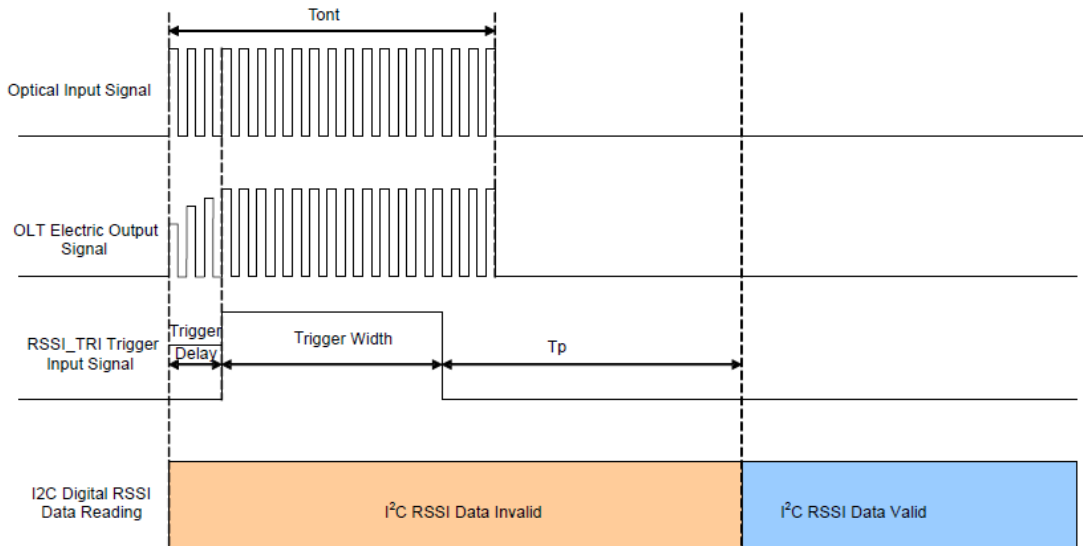 Tont
Optical Input Signal
OLT Electric Output
Signal
Trigger
Delay
Trigger Width
Tp
RSSI_TRI Trigger
Input Signal
I2C Digital RSSI
Data Reading
I²C RSSI Data Invalid
I²C RSSI Data Valid